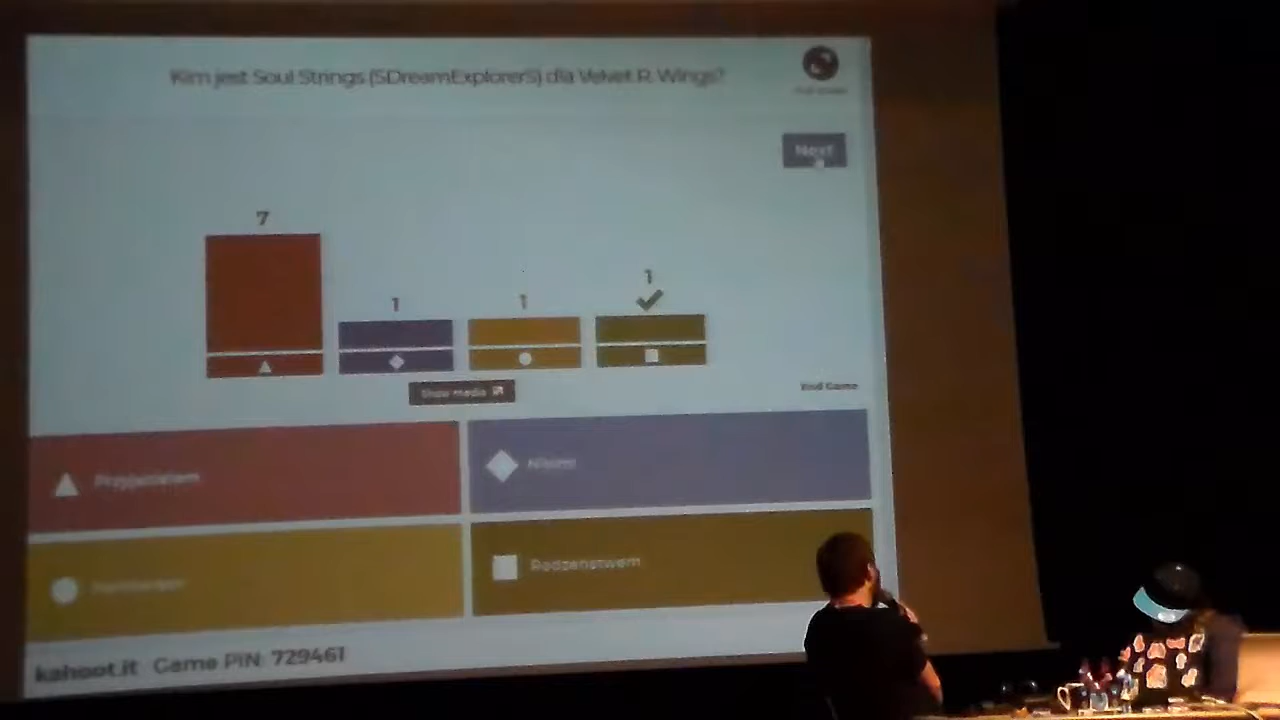 Kim jest Soul Strings (SDreamExplorerS) dla Velvet R. Wings?
Next
7
1
1
1
Show media
End Game
Przyjacielem
Nikim
Rodzeństwem
kahoot.it Game PIN: 729461